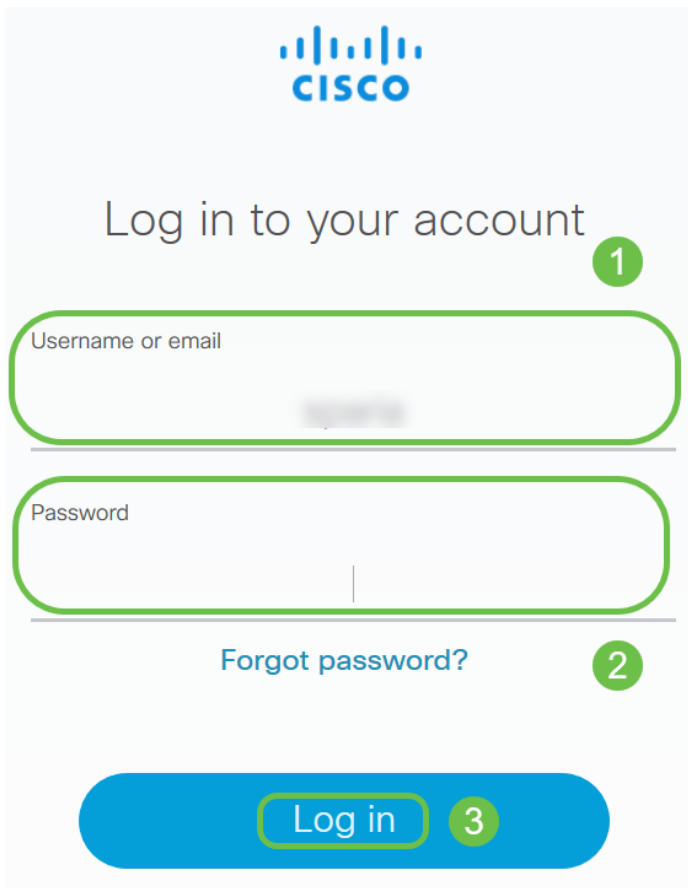 CISCO
Log in to your account
1
Username or email
Password
Forgot password?
2
Log in
3